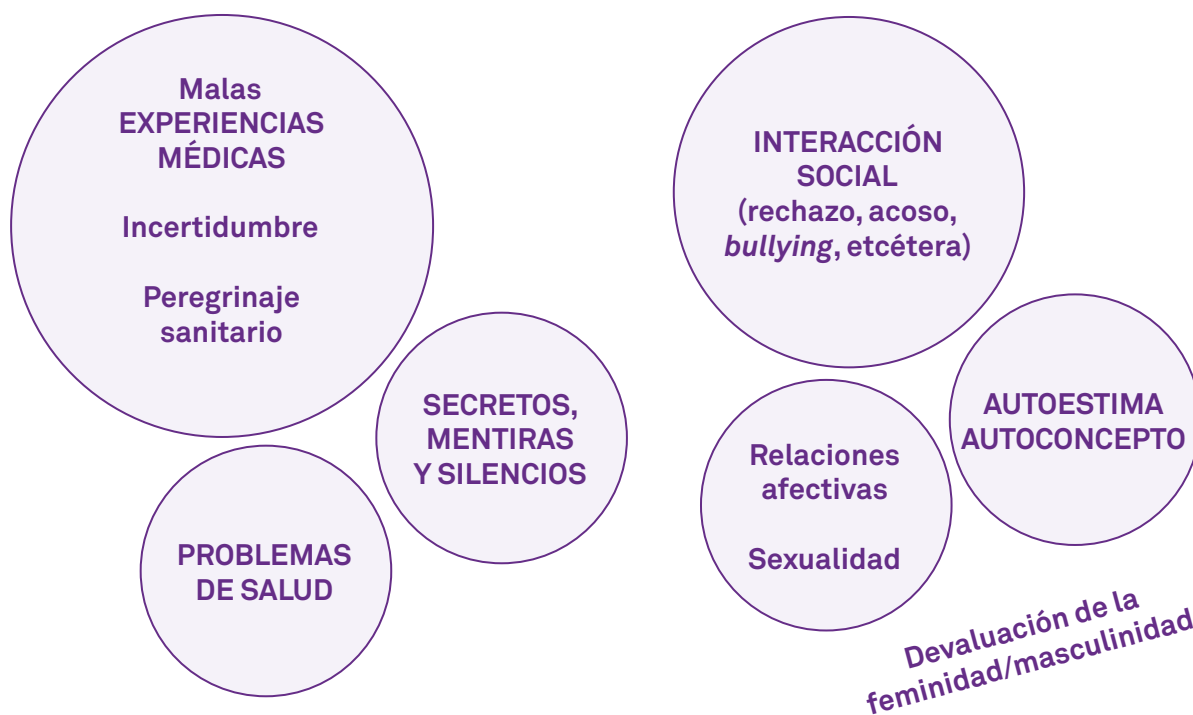 Malas
EXPERIENCIAS
MÉDICAS
Incertidumbre
Peregrinaje
sanitario
SECRETOS,
MENTIRAS
Y SILENCIOS
PROBLEMAS
DE SALUD
INTERACCIÓN
SOCIAL
(rechazo, acoso,
bullying, etcétera)
AUTOESTIMA
AUTOCONCEPTO
Relaciones
afectivas
Sexualidad
Devaluación de la
feminidad/masculinidad